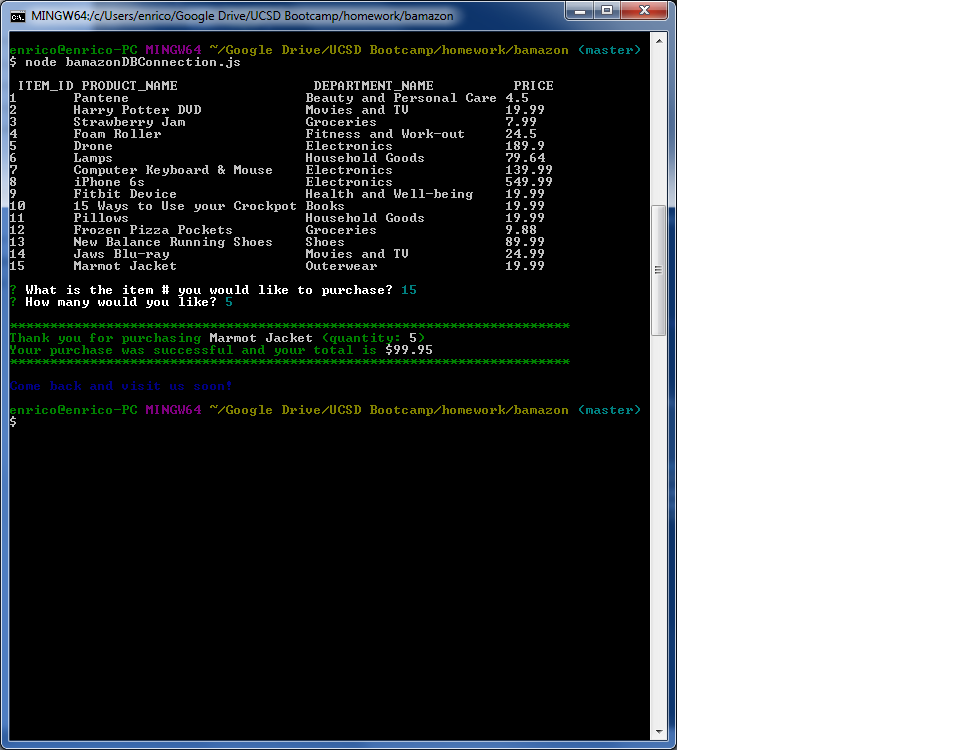 MINGW64:/c/Users/enrico/Google Drive/UCSD Bootcamp/homework/bamazon
enrico@enrico-PC MINGW64 ~/Google Drive/UCSD Bootcamp/homework/bamazon (master)
$ node bamazonDBConnection.js
ITEM_ID PRODUCT_NAME DEPARTMENT_NAME PRICE
1 Pantene Beauty and Personal Care 4.5
2 Harry Potter DVD Movies and TV 19.99
3 Strawberry Jam Groceries 7.99
4 Foam Roller Fitness and Work-out 24.5
5 Drone Electronics 189.9
6 Lamps Household Goods 79.64
7 Computer Keyboard & Mouse Electronics 139.99
8 iPhone 6s Electronics 549.99
9 Fitbit Device Health and Well-being 19.99
10 15 Ways to Use your Crockpot Books 19.99
11 Pillows Household Goods 19.99
12 Frozen Pizza Pockets Groceries 9.88
13 New Balance Running Shoes Shoes 89.99
14 Jaws Blu-ray Movies and TV 24.99
15 Marmot Jacket Outerwear 19.99
? What is the item # you would like to purchase? 15
? How many would you like? 5
**********************************************************************
Thank you for purchasing Marmot Jacket (quantity: 5)
Your purchase was successful and your total is $99.95
**********************************************************************
Come back and visit us soon!
enrico@enrico-PC MINGW64 ~/Google Drive/UCSD Bootcamp/homework/bamazon (master)
$